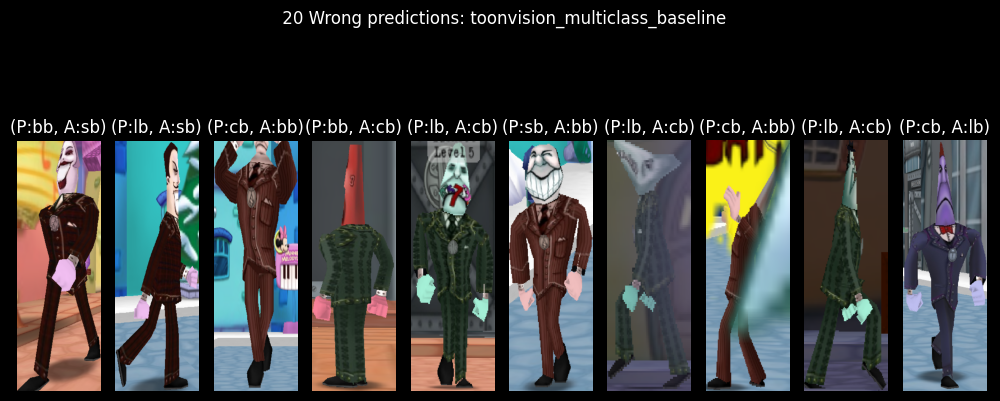 20 Wrong predictions: toonvision_multiclass_baseline
(P:bb, A:sb) (P:lb, A:sb) (P:cb, A:bb) (P:bb, A:cb) (P:lb, A:cb) (P:sb, A:bb) (P:lb, A:cb) (P:cb, A:bb) (P:lb, A:cb) (P:cb, A:lb)
Level 5